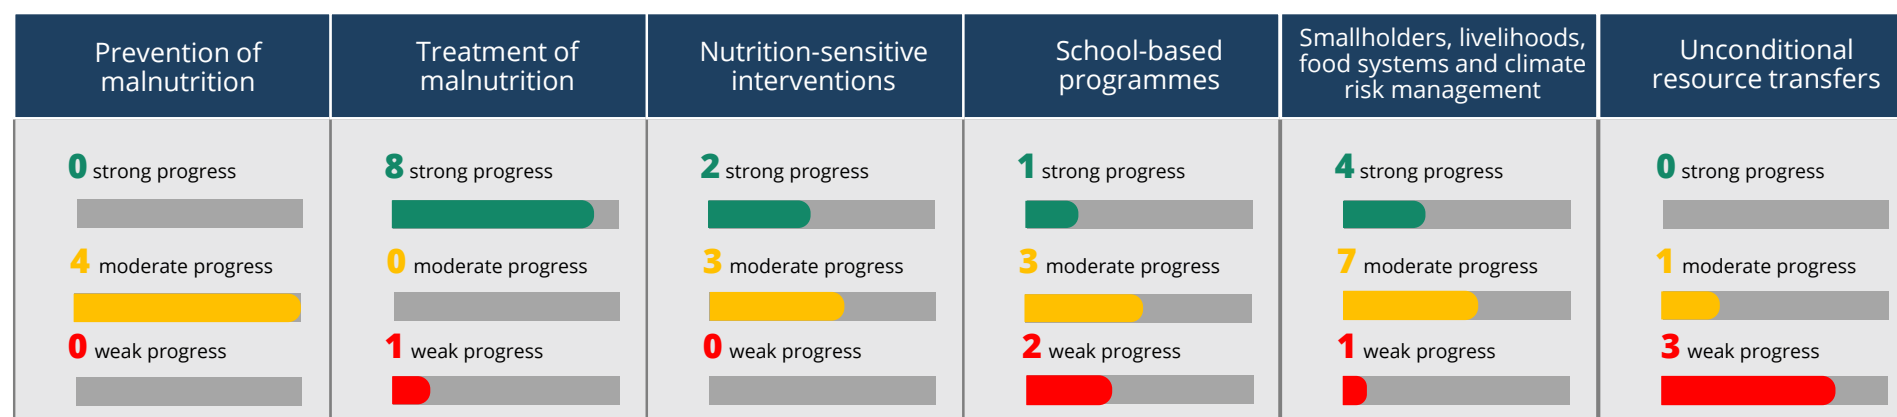 Prevention of
malnutrition
Treatment of
malnutrition
Nutrition-sensitive
interventions
School-based
programmes
Smallholders, livelihoods,
food systems and climate
risk management
Unconditional
resource transfers
0 strong progress
4 moderate progress
0 weak progress
8 strong progress
0 moderate progress
1 weak progress
2 strong progress
3 moderate progress
0 weak progress
1 strong progress
3 moderate progress
2 weak progress
4 strong progress
7 moderate progress
1 weak progress
0 strong progress
1 moderate progress
3 weak progress